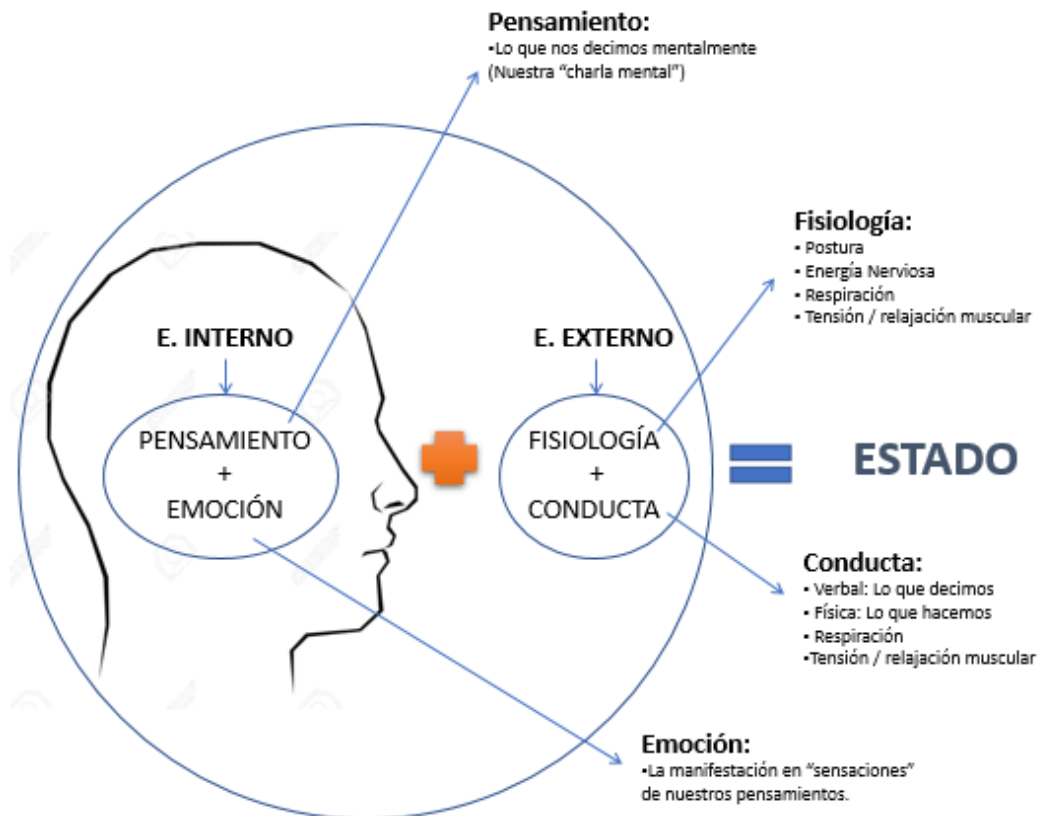 Pensamiento:
▪Lo que nos decimos mentalmente
(Nuestra “charla mental”)
Fisiología:
▪ Postura
▪ Energía Nerviosa
▪ Respiración
▪ Tensión / relajación muscular
E. INTERNO
E. EXTERNO
PENSAMIENTO
+
EMOCIÓN
FISIOLOGÍA
+
CONDUCTA
ESTADO
Conducta:
▪ Verbal: Lo que decimos
▪ Física: Lo que hacemos
▪ Respiración
▪Tensión / relajación muscular
Emoción:
▪La manifestación en “sensaciones”
de nuestros pensamientos.